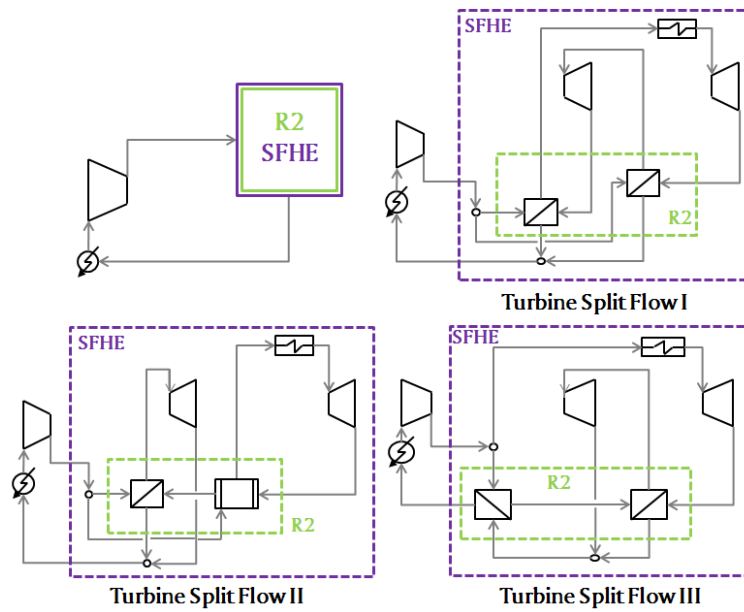 R2
SFHE
SFHE
R2
Turbine Split Flow I
SFHE
R2
Turbine Split Flow II
SFHE
R2
Turbine Split Flow III